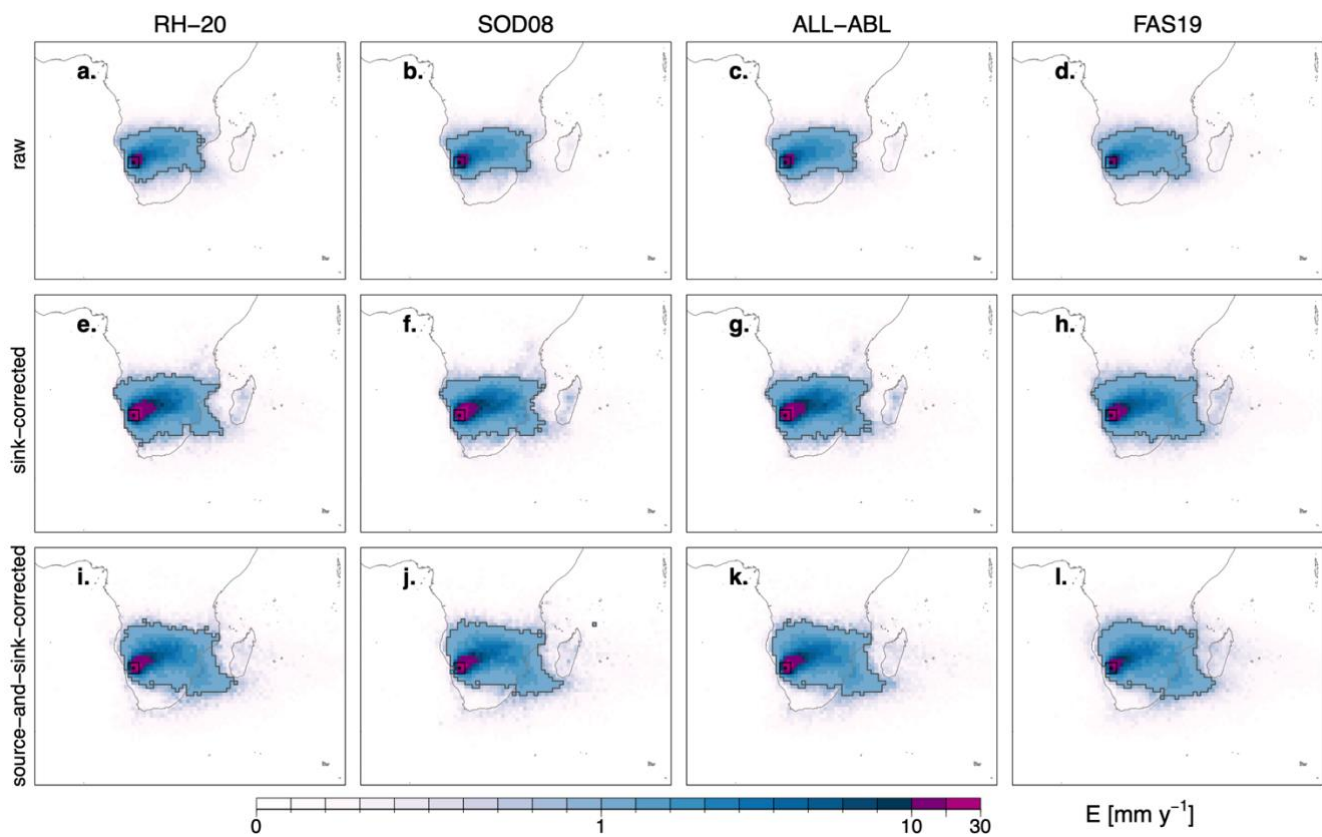 RH−20 SOD08 ALL−ABL FAS19
raw
a. b. c. d.
sink−corrected
e. f. g. h.
source−and−sink−corrected
i. j. k. l.
0 1 10 30 E [mm y⁻¹]